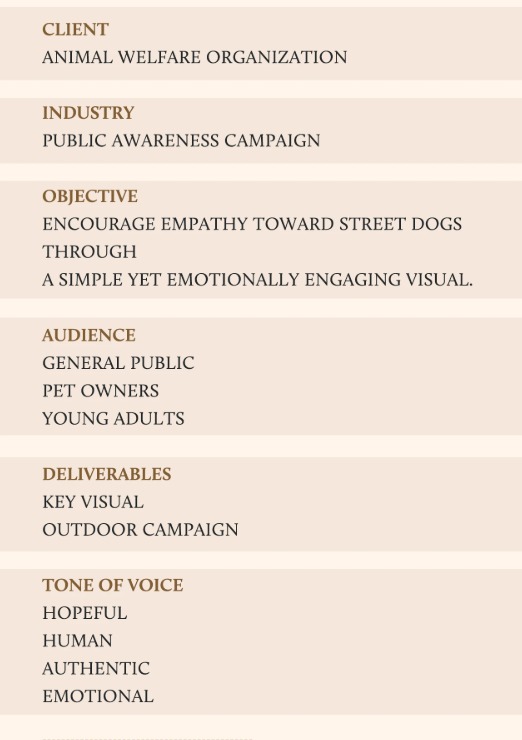 CLIENT
ANIMAL WELFARE ORGANIZATION
INDUSTRY
PUBLIC AWARENESS CAMPAIGN
OBJECTIVE
ENCOURAGE EMPATHY TOWARD STREET DOGS
THROUGH
A SIMPLE YET EMOTIONALLY ENGAGING VISUAL.
AUDIENCE
GENERAL PUBLIC
PET OWNERS
YOUNG ADULTS
DELIVERABLES
KEY VISUAL
OUTDOOR CAMPAIGN
TONE OF VOICE
HOPEFUL
HUMAN
AUTHENTIC
EMOTIONAL